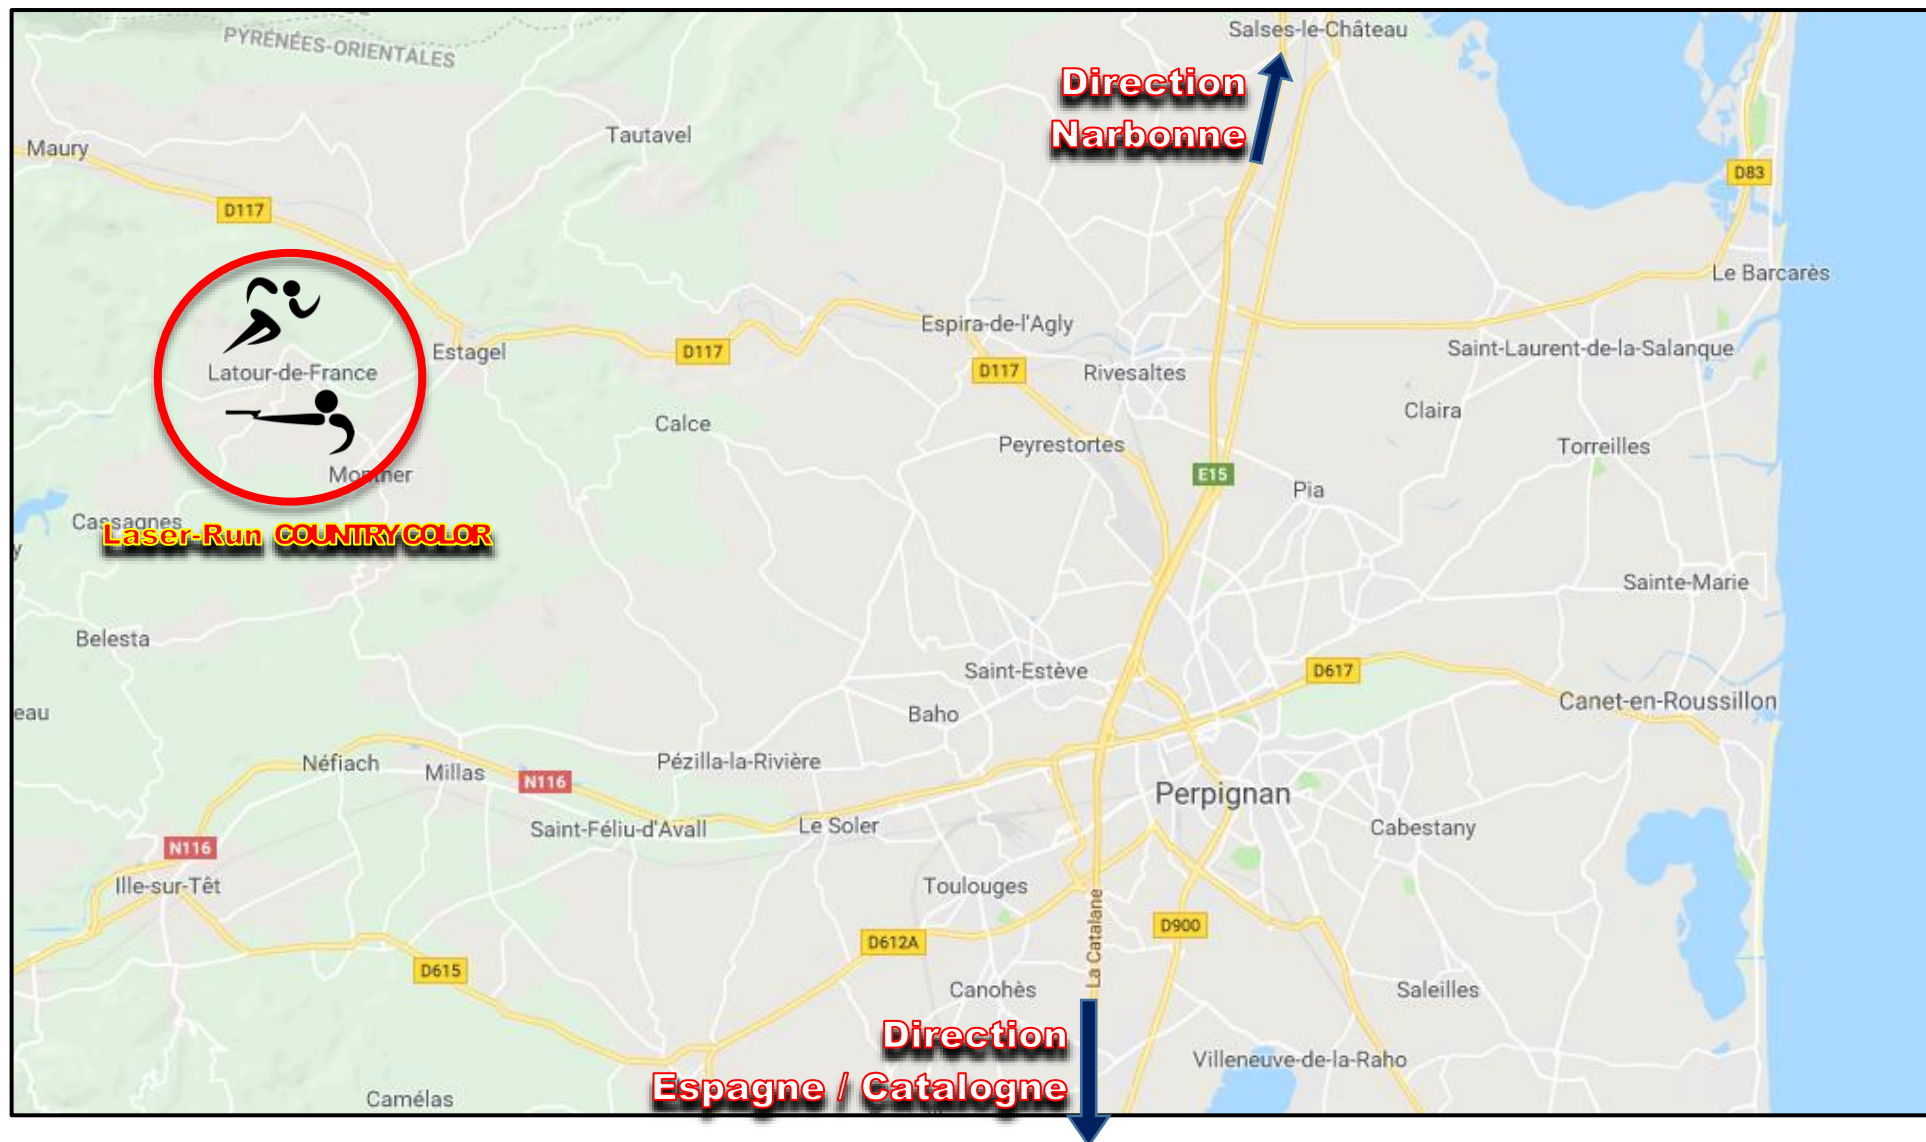 Salses-le-Château
PYRÉNÉES-ORIENTALES
Direction
Narbonne
Tautavel
Maury
D83
D117
Le Barcarès
Espira-de-l'Agly
Saint-Laurent-de-la-Salanque
Estagel
D117
D117
Rivesaltes
Latour-de-France
Claira
Calce
Peyrestortes
Torreilles
Montner
E15
Pia
Cassagnes
Laser-Run COUNTRY COLOR
y
Sainte-Marie
Belesta
Saint-Estève
D617
Canet-en-Roussillon
eau
Baho
Néfiach
Millas
Pézilla-la-Rivière
N116
Perpignan
Saint-Féliu-d'Avall
Le Soler
Cabestany
N116
Ille-sur-Têt
Toulouges
La Catalane
D900
D612A
D615
Canohès
Saleilles
Direction
Espagne / Catalogne
Villeneuve-de-la-Raho
Camélas